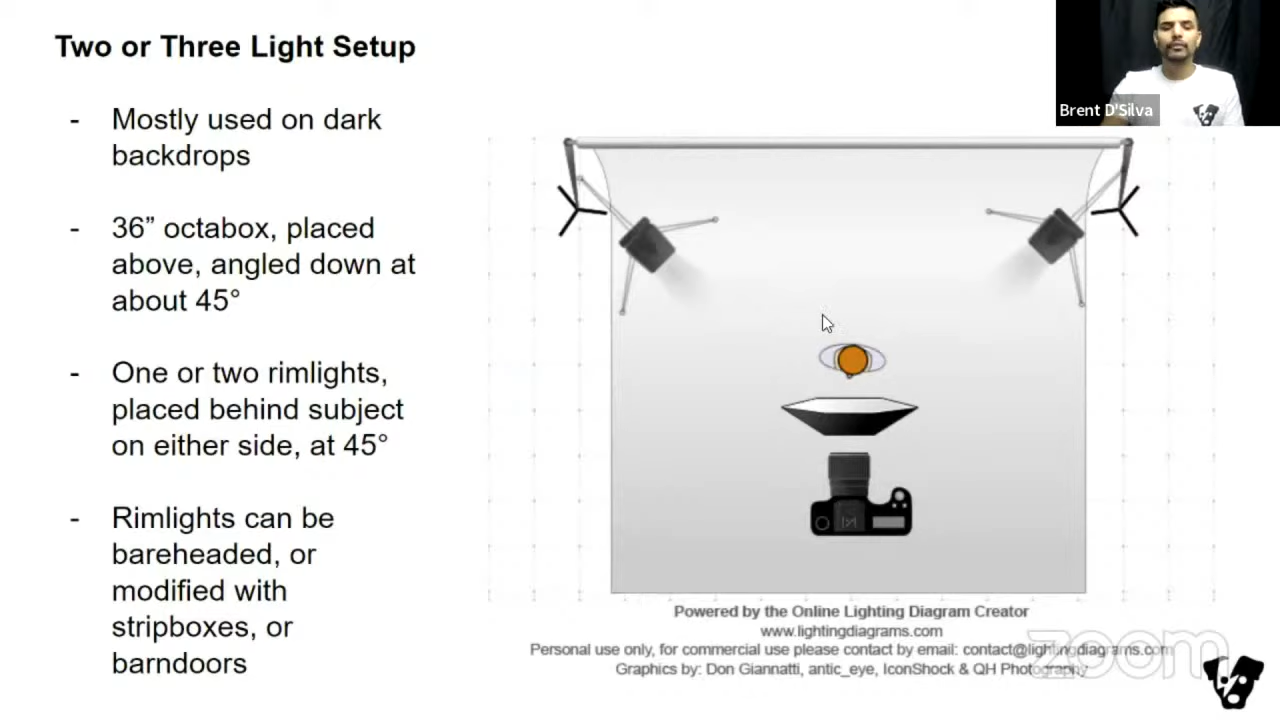 Two or Three Light Setup
Brent D'Silva
- Mostly used on dark
backdrops
- 36” octabox, placed
above, angled down at
about 45°
- One or two rimlights,
placed behind subject
on either side, at 45°
- Rimlights can be
bareheaded, or
modified with
stripboxes, or
barndoors
Powered by the Online Lighting Diagram Creator
www.lightingdiagrams.com
Personal use only, for commercial use please contact by email: contact@lightingdiagrams.com
Graphics by: Don Giannatti, antic_eye, IconShock & QH Photography
zoom